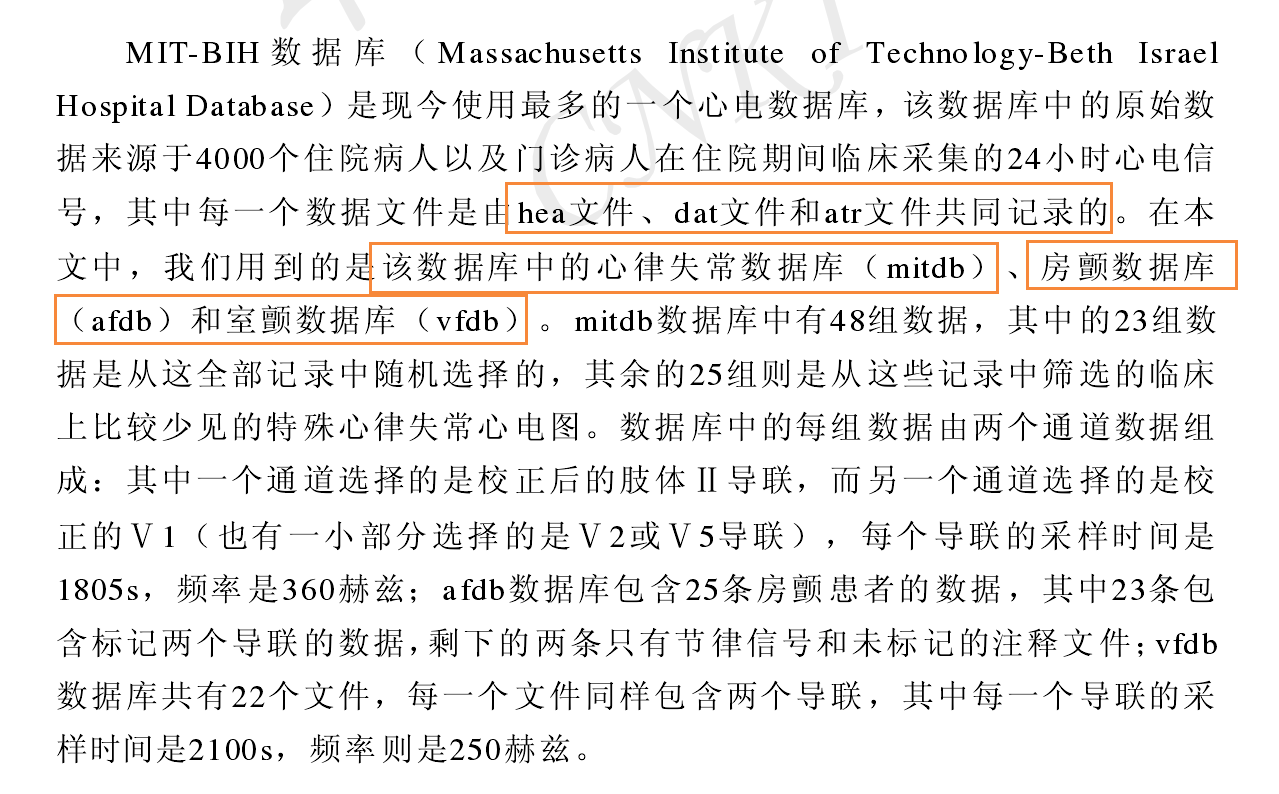 MIT-BIH数据库（Massachusetts Institute of Technology-Beth Israel
Hospital Database）是现今使用最多的一个心电数据库，该数据库中的原始数
据来源于4000个住院病人以及门诊病人在住院期间临床采集的24小时心电信
号，其中每一个数据文件是由hea文件、dat文件和atr文件共同记录的。在本
文中，我们用到的是该数据库中的心律失常数据库（mitdb）、房颤数据库
（afdb）和室颤数据库（vfdb）。mitdb数据库中有48组数据，其中的23组数
据是从这全部记录中随机选择的，其余的25组则是从这些记录中筛选的临床
上比较少见的特殊心律失常心电图。数据库中的每组数据由两个通道数据组
成：其中一个通道选择的是校正后的肢体Ⅱ导联，而另一个通道选择的是校
正的Ⅴ1（也有一小部分选择的是Ⅴ2或Ⅴ5导联），每个导联的采样时间是
1805s，频率是360赫兹；afdb数据库包含25条房颤患者的数据，其中23条包
含标记两个导联的数据，剩下的两条只有节律信号和未标记的注释文件；vfdb
数据库共有22个文件，每一个文件同样包含两个导联，其中每一个导联的采
样时间是2100s，频率则是250赫兹。
CNKI